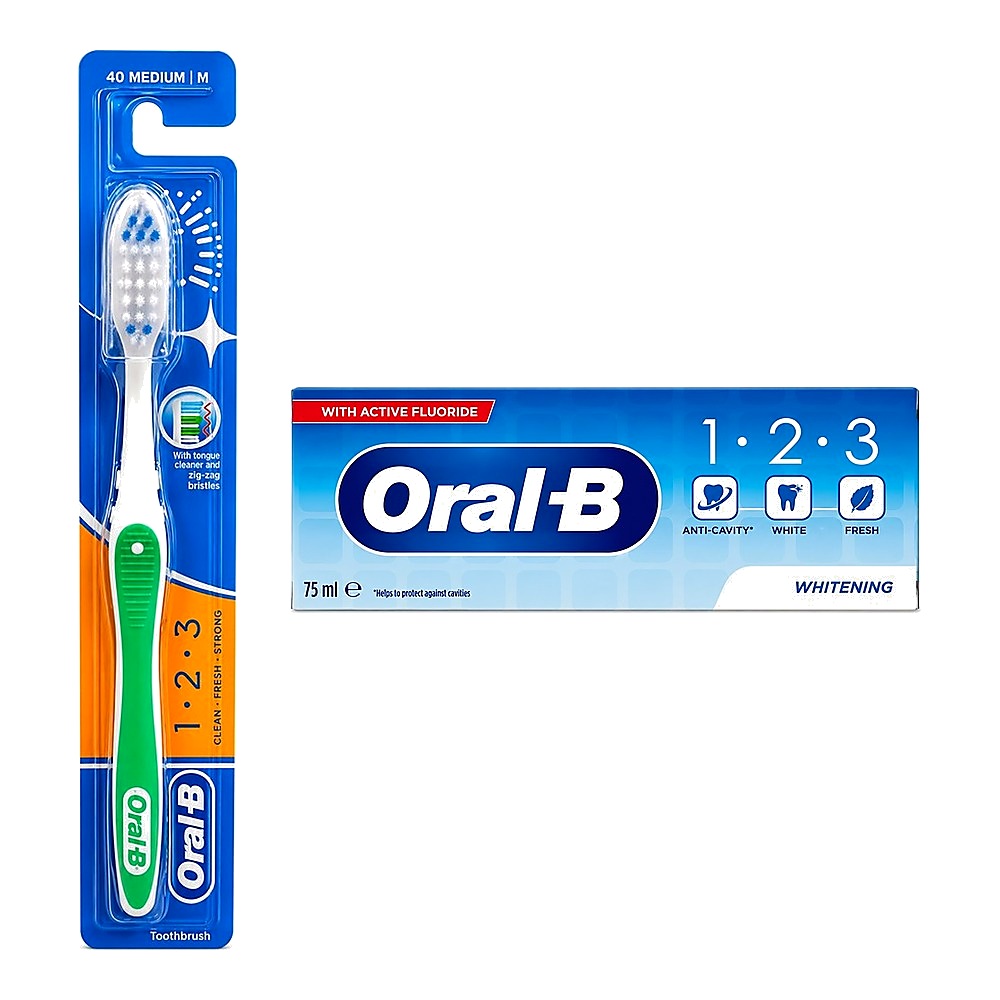 40 MEDIUM | M
With tongue
cleaner and
zig-zag
bristles
1 • 2 • 3
CLEAN • FRESH • STRONG
Oral-B
Oral-B
Toothbrush
WITH ACTIVE FLUORIDE
Oral-B
1 • 2 • 3
ANTI-CAVITY* WHITE FRESH
75 ml ℮ *Helps to protect against cavities
WHITENING